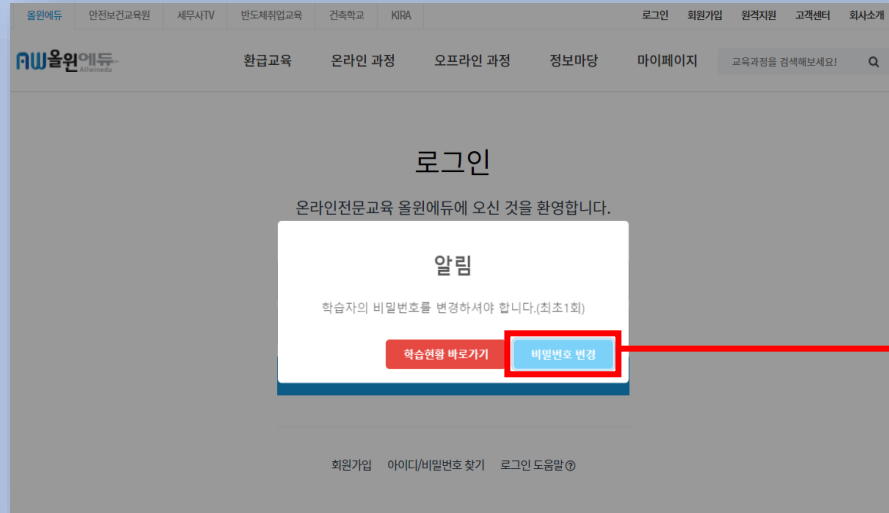 올윈에듀 안전보건교육원 세무사TV 반도체취업교육 건축학교 KIRA 로그인 회원가입 원격지원 고객센터 회사소개
AW올윈에듀
Allwinedu
환급교육 온라인 과정 오프라인 과정 정보마당 마이페이지 교육과정을 검색해보세요!
로그인
온라인전문교육 올윈에듀에 오신 것을 환영합니다.
알림
학습자의 비밀번호를 변경하셔야 합니다.(최초1회)
학습현황 바로가기 비밀번호 변경
회원가입 아이디/비밀번호 찾기 로그인 도움말?